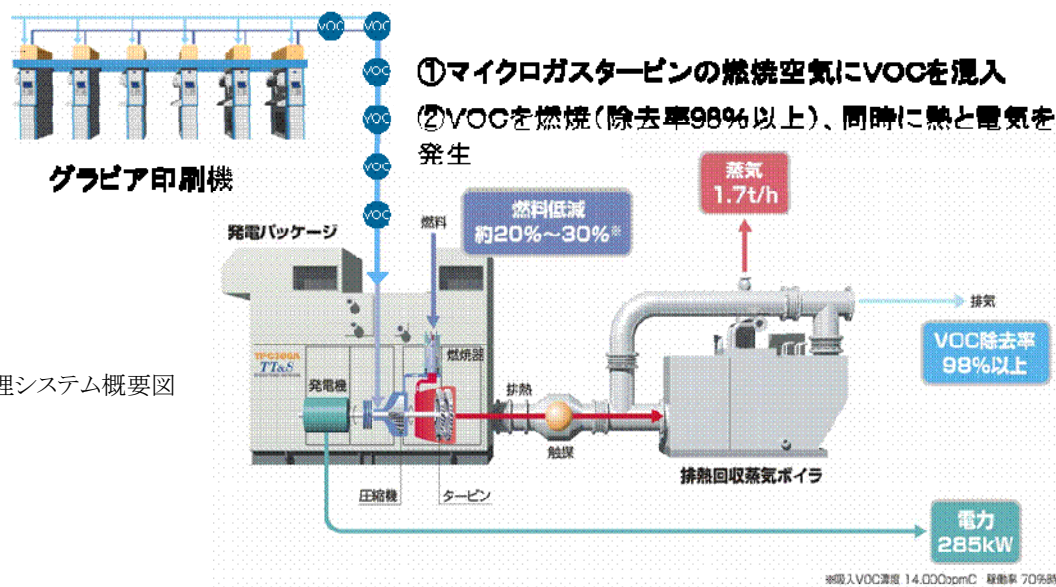 VOC VOC
VOC
VOC
VOC
VOC
①マイクロガスタービンの燃焼空気にVOCを混入
②VOCを燃焼(除去率98%以上)、同時に熱と電気を
発生
グラビア印刷機
蒸気
1.7t/h
燃料
燃料低減
約20%～30%※
発電パッケージ
排気
VOC除去率
98%以上
TT&S
燃焼器
理システム概要図
発電機
排熱
触媒
排熱回収蒸気ボイラ
圧縮機
タービン
電力
285kW
※吸入VOC濃度 14,000ppmC 稼働率 70%時